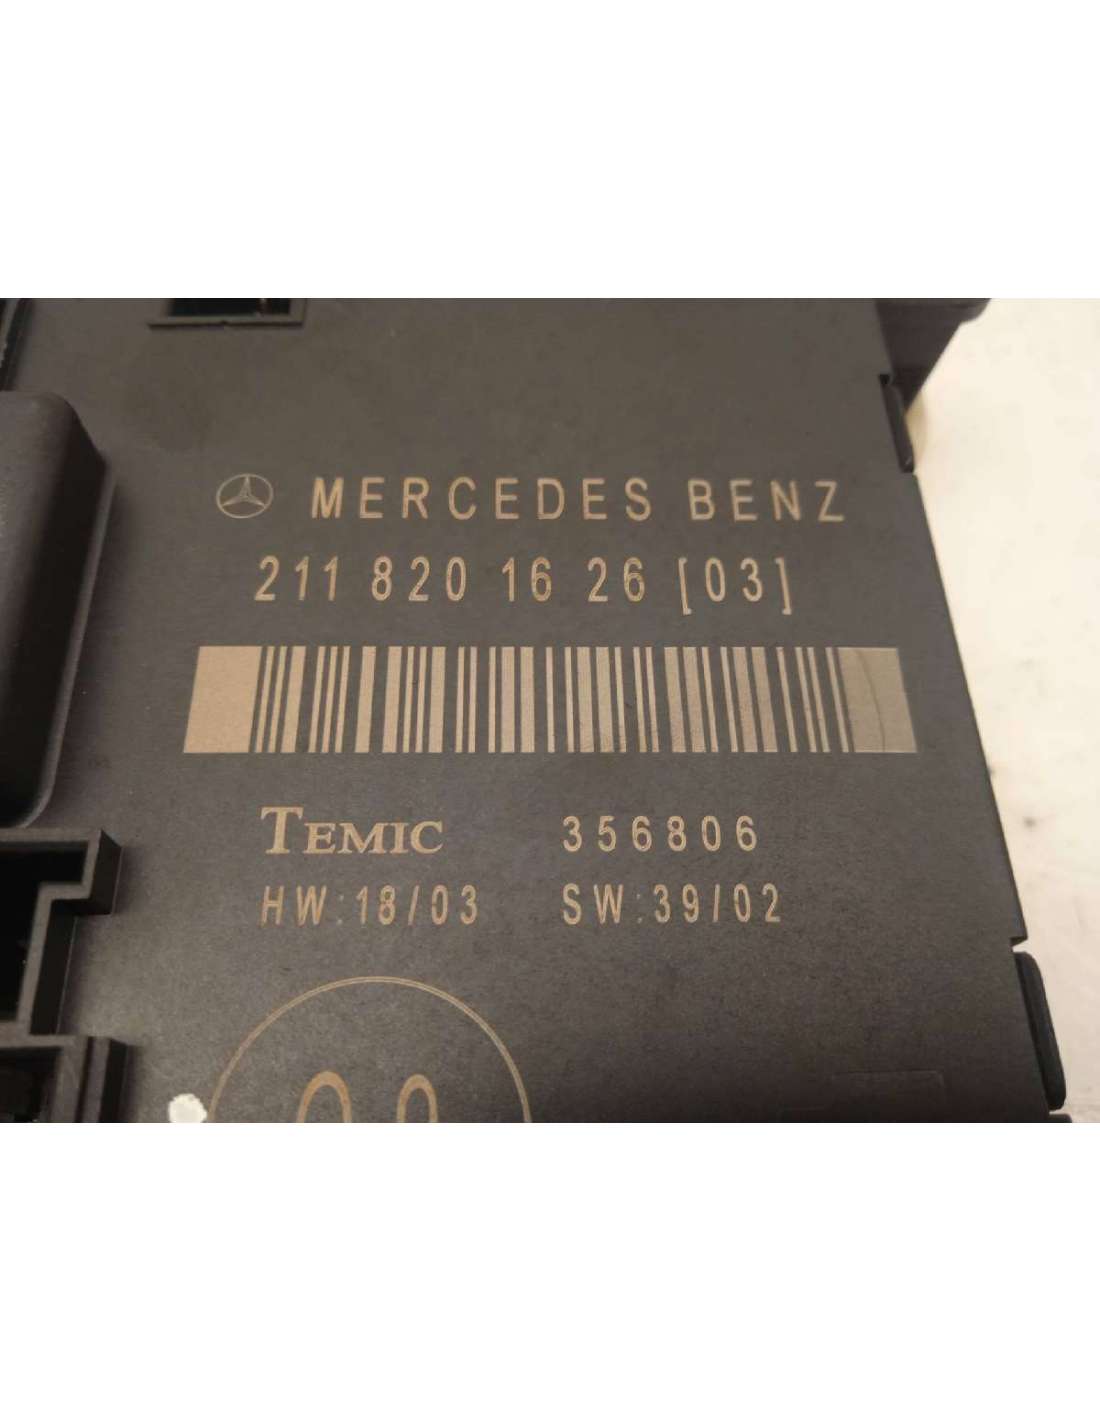 MERCEDES BENZ
211 820 16 26 [03]
TEMIC 356806
HW:18/03 SW:39/02